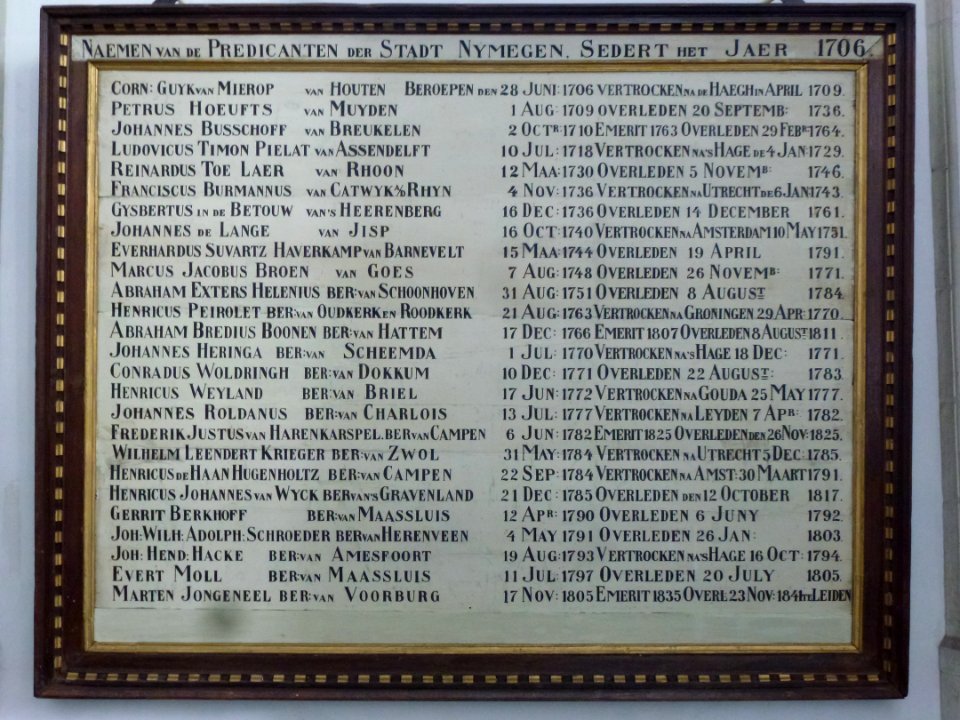 NAEMEN VAN DE PREDICANTEN DER STADT NYMEGEN. SEDERT HET JAER 1706.
CORN: GUYK VAN MIEROP VAN HOUTEN BEROEPEN DEN 28 JUNI: 1706 VERTROCKEN NA DE HAEGH IN APRIL 1709.
PETRUS HOEUFTS VAN MUYDEN 1 AUG: 1709 OVERLEDEN 20 SEPTEMB: 1736.
JOHANNES BUSSCHOFF VAN BREUKELEN 2 OCTR: 1710 EMERIT 1763 OVERLEDEN 29 FEBR: 1764.
LUDOVICUS TIMON PIELAT VAN ASSENDELFT 10 JUL: 1718 VERTROCKEN NA'S HAGE DE 4 JAN: 1729.
REINARDUS TOE LAER VAN RHOON 12 MAA: 1730 OVERLEDEN 5 NOVEMB: 1746.
FRANCISCUS BURMANNUS VAN CATWYK A/D RHYN 4 NOV: 1736 VERTROCKEN NA UTRECHT DE 6 JAN: 1743.
GYSBERTUS IN DE BETOUW VAN'S HEERENBERG 16 DEC: 1736 OVERLEDEN 14 DECEMBER 1761.
JOHANNES DE LANGE VAN JISP 16 OCT: 1740 VERTROCKEN NA AMSTERDAM 10 MAY 1751.
EVERHARDUS SUVARTZ HAVERKAMP VAN BARNEVELT 15 MAA: 1744 OVERLEDEN 19 APRIL 1791.
MARCUS JACOBUS BROEN VAN GOES 7 AUG: 1748 OVERLEDEN 26 NOVEMB: 1771.
ABRAHAM EXTERS HELENIUS BER: VAN SCHOONHOVEN 31 AUG: 1751 OVERLEDEN 8 AUGUST: 1784.
HENRICUS PEIROLET BER: VAN OUDKERK EN ROODKERK 21 AUG: 1763 VERTROCKEN NA GRONINGEN 29 APR: 1770.
ABRAHAM BREDIUS BOONEN BER: VAN HATTEM 17 DEC: 1766 EMERIT 1807 OVERLEDEN 8 AUGUST: 1811.
JOHANNES HERINGA BER: VAN SCHEEMDA 1 JUL: 1770 VERTROCKEN NA'S HAGE 18 DEC: 1771.
CONRADUS WOLDRINGH BER: VAN DOKKUM 10 DEC: 1771 OVERLEDEN 22 AUGUST: 1783.
HENRICUS WEYLAND BER: VAN BRIEL 17 JUN: 1772 VERTROCKEN NA GOUDA 25 MAY 1777.
JOHANNES ROLDANUS BER: VAN CHARLOIS 13 JUL: 1777 VERTROCKEN NA LEYDEN 7 APR: 1782.
FREDERIK JUSTUS VAN HARENKARSPEL. BER VAN CAMPEN 6 JUN: 1782 EMERIT 1825 OVERLEDEN DEN 26 NOV: 1825.
WILHELM LEENDERT KRIEGER BER: VAN ZWOL 31 MAY: 1784 VERTROCKEN NA UTRECHT 5 DEC: 1785.
HENRICUS DE HAAN HUGENHOLTZ BER: VAN CAMPEN 22 SEP: 1784 VERTROCKEN NA AMST: 30 MAART 1791.
HENRICUS JOHANNES VAN WYCK BER VAN'S GRAVENLAND 21 DEC: 1785 OVERLEDEN DEN 12 OCTOBER 1817.
GERRIT BERKHOFF BER: VAN MAASSLUIS 12 APR: 1790 OVERLEDEN 6 JUNY 1792.
JOH: WILH: ADOLPH: SCHROEDER BER VAN HERENVEEN 4 MAY 1791 OVERLEDEN 26 JAN: 1803.
JOH: HEND: HACKE BER: VAN AMESFOORT 19 AUG: 1793 VERTROCKEN NA'S HAGE 16 OCT: 1794.
EVERT MOLL BER: VAN MAASSLUIS 11 JUL: 1797 OVERLEDEN 20 JULY 1805.
MARTEN JONGENEEL BER: VAN VOORBURG 17 NOV: 1805 EMERIT 1835 OVERL 23 NOV: 1841 TE LEIDEN